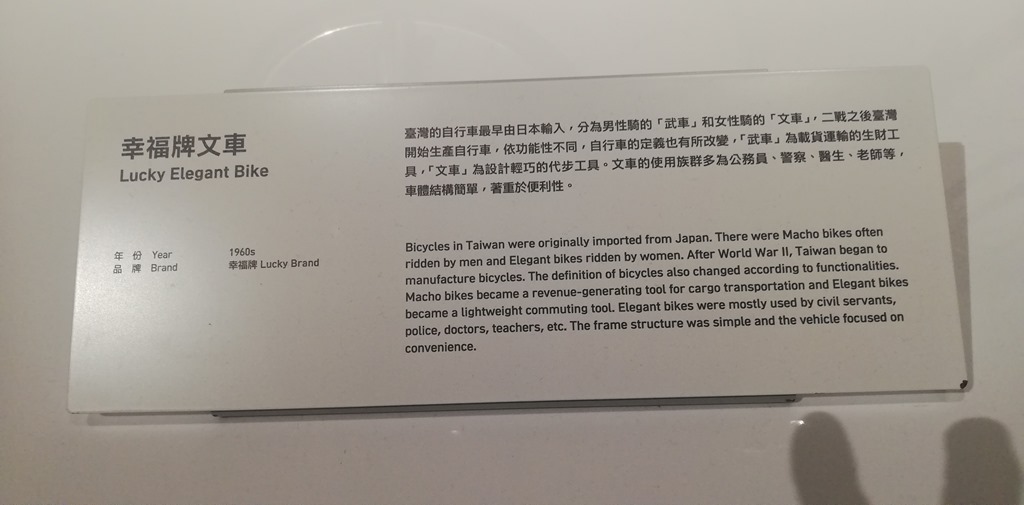 幸福牌文車
Lucky Elegant Bike
年 份 Year 1960s
品 牌 Brand 幸福牌 Lucky Brand
臺灣的自行車最早由日本輸入，分為男性騎的「武車」和女性騎的「文車」，二戰之後臺灣
開始生產自行車，依功能性不同，自行車的定義也有所改變，「武車」為載貨運輸的生財工
具，「文車」為設計輕巧的代步工具。文車的使用族群多為公務員、警察、醫生、老師等，
車體結構簡單，著重於便利性。
Bicycles in Taiwan were originally imported from Japan. There were Macho bikes often
ridden by men and Elegant bikes ridden by women. After World War II, Taiwan began to
manufacture bicycles. The definition of bicycles also changed according to functionalities.
Macho bikes became a revenue-generating tool for cargo transportation and Elegant bikes
became a lightweight commuting tool. Elegant bikes were mostly used by civil servants,
police, doctors, teachers, etc. The frame structure was simple and the vehicle focused on
convenience.